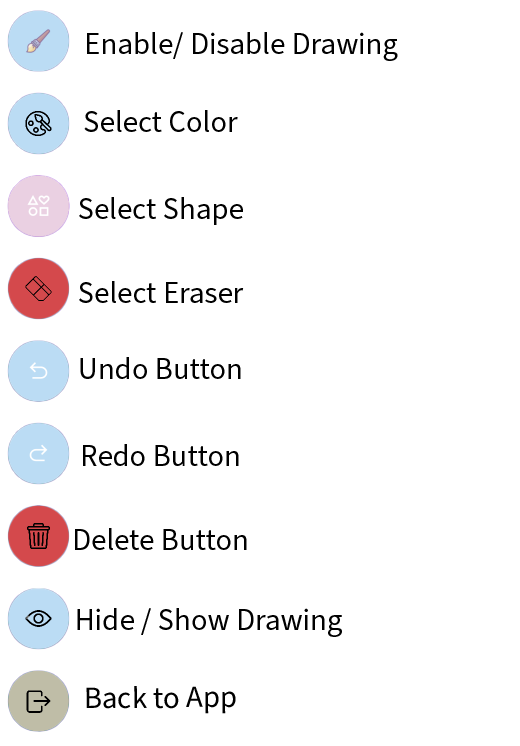 Enable/ Disable Drawing
Select Color
Select Shape
Select Eraser
Undo Button
Redo Button
Delete Button
Hide / Show Drawing
Back to App